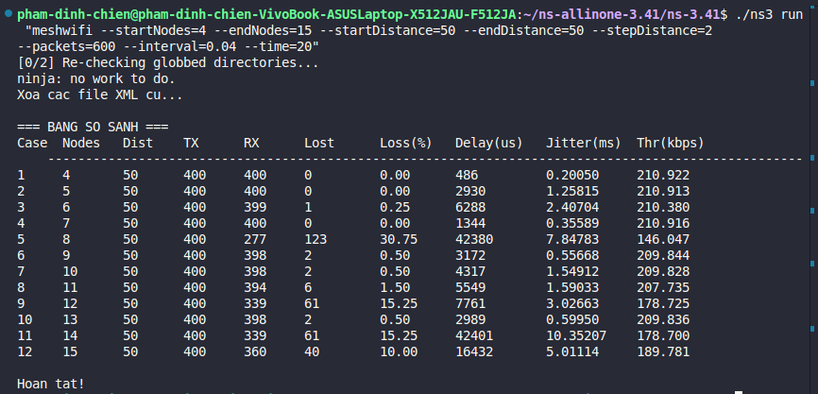 pham-dinh-chien@pham-dinh-chien-VivoBook-ASUSLaptop-X512JAU-F512JA:~/ns-allinone-3.41/ns-3.41$ ./ns3 run
"meshwifi --startNodes=4 --endNodes=15 --startDistance=50 --endDistance=50 --stepDistance=2
--packets=600 --interval=0.04 --time=20"
[0/2] Re-checking globbed directories...
ninja: no work to do.
Xoa cac file XML cu...
=== BANG SO SANH ===
Case Nodes Dist TX RX Lost Loss(%) Delay(us) Jitter(ms) Thr(kbps)
--------------------------------------------------------------------------------------------
1 4 50 400 400 0 0.00 486 0.20050 210.922
2 5 50 400 400 0 0.00 2930 1.25815 210.913
3 6 50 400 399 1 0.25 6288 2.40704 210.380
4 7 50 400 400 0 0.00 1344 0.35589 210.916
5 8 50 400 277 123 30.75 42380 7.84783 146.047
6 9 50 400 398 2 0.50 3172 0.55668 209.844
7 10 50 400 398 2 0.50 4317 1.54912 209.828
8 11 50 400 394 6 1.50 5549 1.59033 207.735
9 12 50 400 339 61 15.25 7761 3.02663 178.725
10 13 50 400 398 2 0.50 2989 0.59950 209.836
11 14 50 400 339 61 15.25 42401 10.35207 178.700
12 15 50 400 360 40 10.00 16432 5.01114 189.781
Hoan tat!